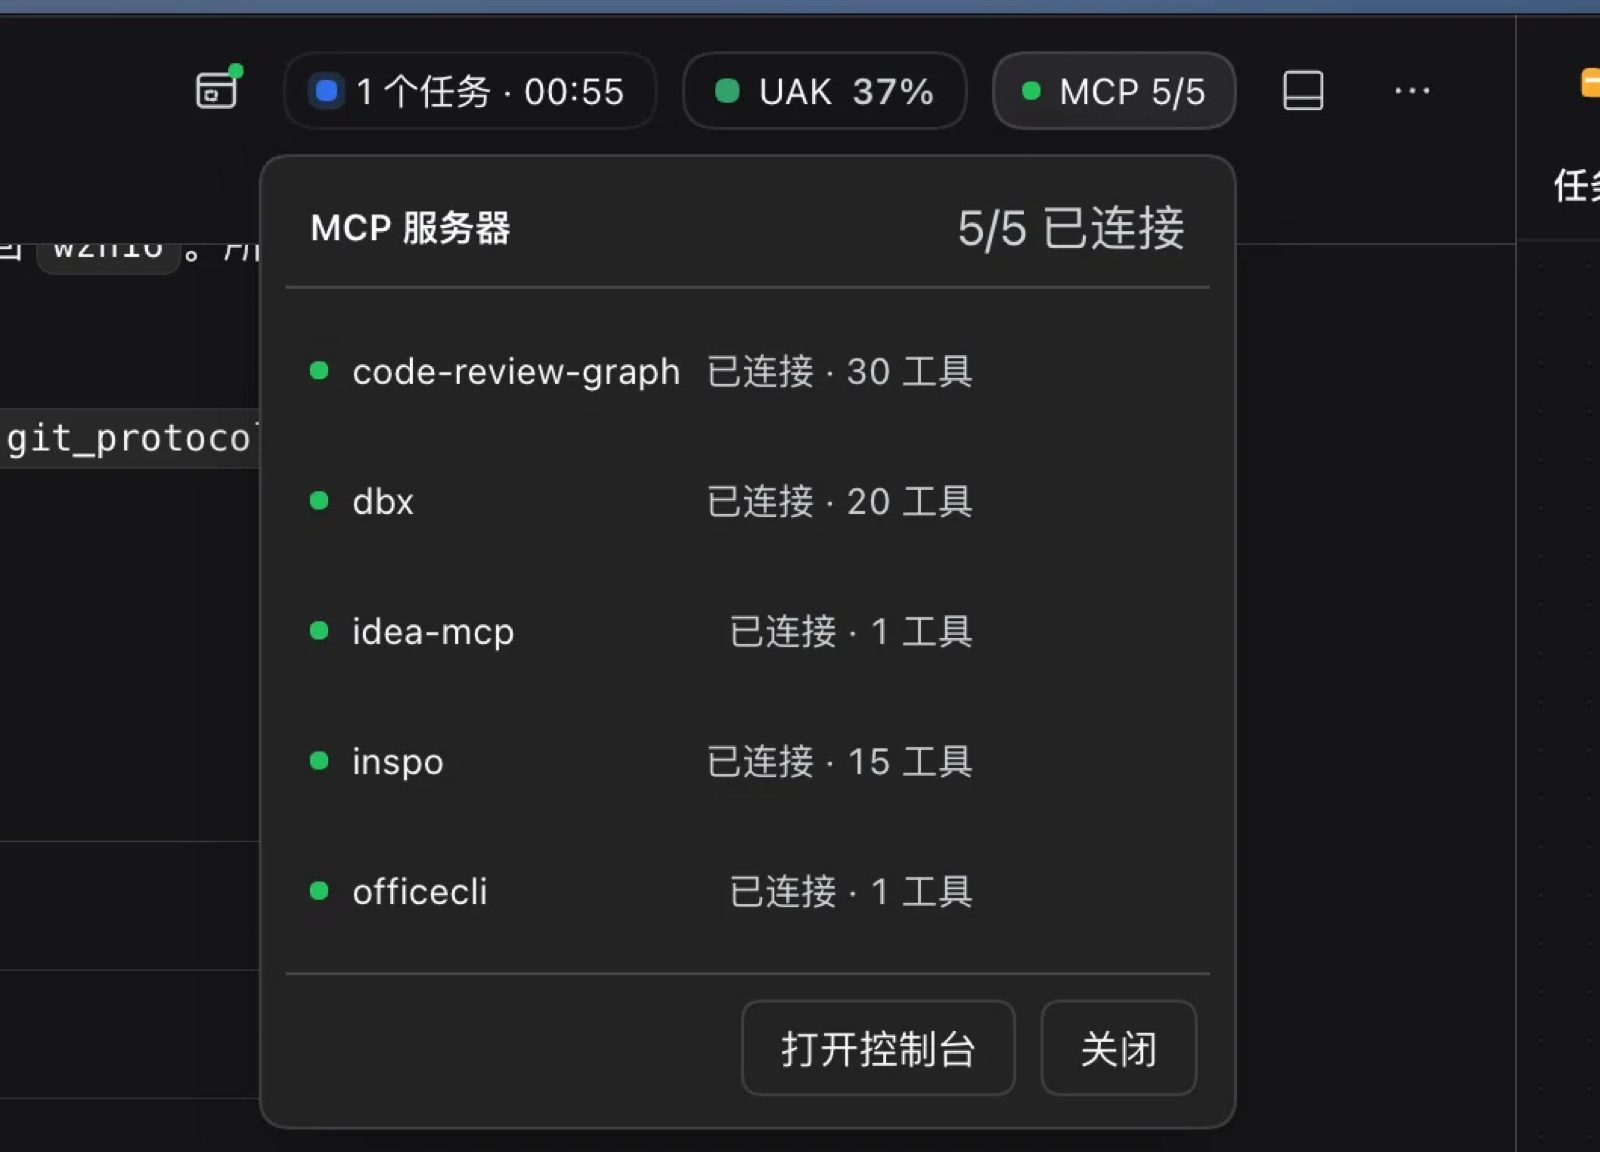 1 个任务 · 00:55
UAK 37%
MCP 5/5
MCP 服务器
5/5 已连接
code-review-graph 已连接 · 30 工具
git_protoco
dbx 已连接 · 20 工具
idea-mcp 已连接 · 1 工具
inspo 已连接 · 15 工具
officecli 已连接 · 1 工具
打开控制台
关闭